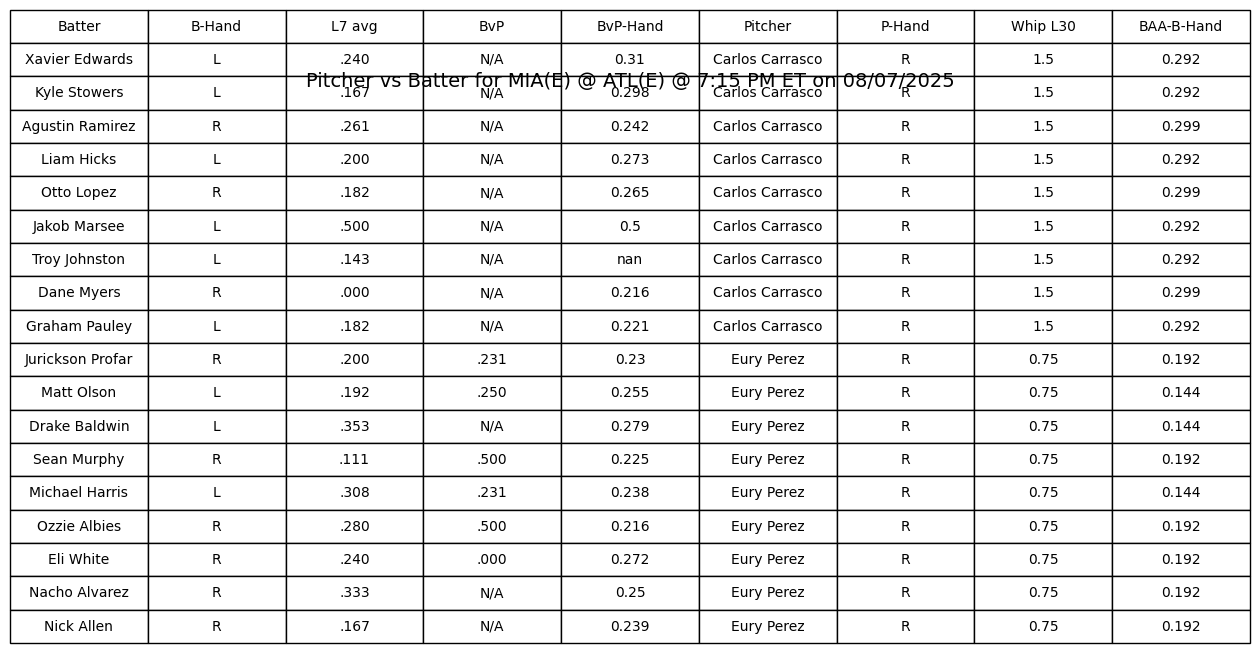 Batter B-Hand L7 avg BvP BvP-Hand Pitcher P-Hand Whip L30 BAA-B-Hand
Xavier Edwards L .240 N/A 0.31 Carlos Carrasco R 1.5 0.292
Pitcher vs Batter for MIA(E) @ ATL(E) @ 7:15 PM ET on 08/07/2025
Kyle Stowers L .167 N/A 0.298 Carlos Carrasco R 1.5 0.292
Agustin Ramirez R .261 N/A 0.242 Carlos Carrasco R 1.5 0.299
Liam Hicks L .200 N/A 0.273 Carlos Carrasco R 1.5 0.292
Otto Lopez R .182 N/A 0.265 Carlos Carrasco R 1.5 0.299
Jakob Marsee L .500 N/A 0.5 Carlos Carrasco R 1.5 0.292
Troy Johnston L .143 N/A nan Carlos Carrasco R 1.5 0.292
Dane Myers R .000 N/A 0.216 Carlos Carrasco R 1.5 0.299
Graham Pauley L .182 N/A 0.221 Carlos Carrasco R 1.5 0.292
Jurickson Profar R .200 .231 0.23 Eury Perez R 0.75 0.192
Matt Olson L .192 .250 0.255 Eury Perez R 0.75 0.144
Drake Baldwin L .353 N/A 0.279 Eury Perez R 0.75 0.144
Sean Murphy R .111 .500 0.225 Eury Perez R 0.75 0.192
Michael Harris L .308 .231 0.238 Eury Perez R 0.75 0.144
Ozzie Albies R .280 .500 0.216 Eury Perez R 0.75 0.192
Eli White R .240 .000 0.272 Eury Perez R 0.75 0.192
Nacho Alvarez R .333 N/A 0.25 Eury Perez R 0.75 0.192
Nick Allen R .167 N/A 0.239 Eury Perez R 0.75 0.192